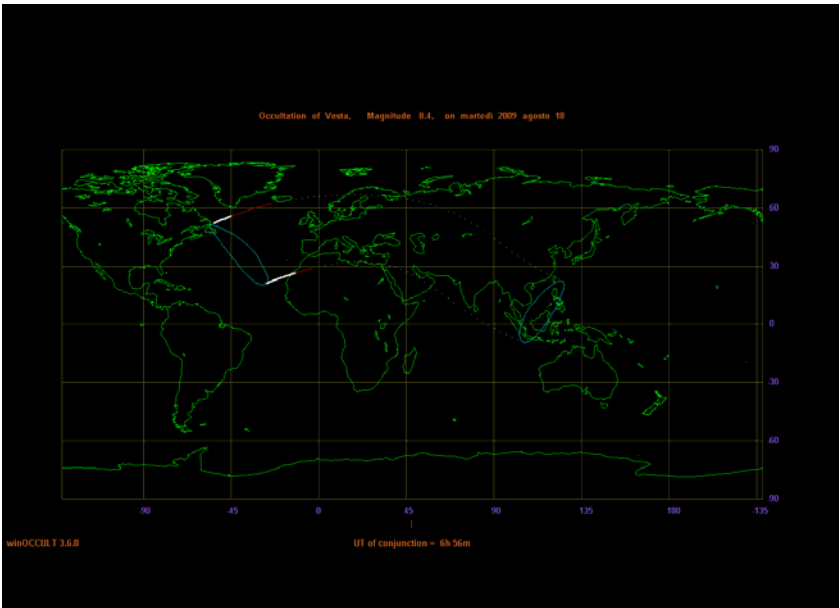 Occultation of Vesta, Magnitude 8.4, on martedì 2009 agosto 18
90
60
30
0
30
60
90
-90 -45 0 45 90 135 180 -135
winOCCULT 3.6.0 UT of conjunction = 6h 56m